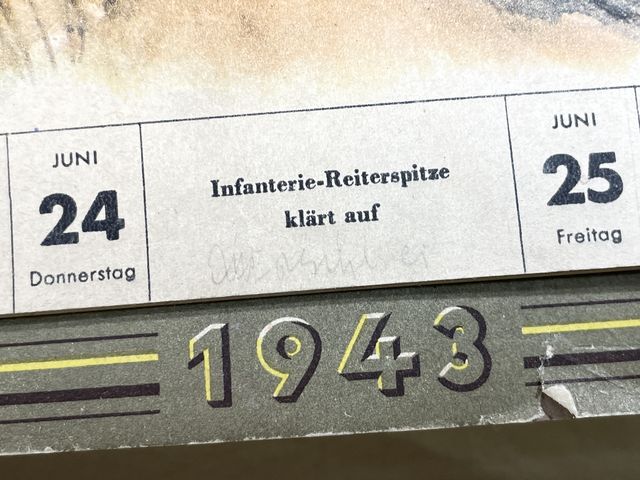 JUNI
24
Donnerstag
Infanterie-Reiterspitze
klärt auf
JUNI
25
Freitag
1943